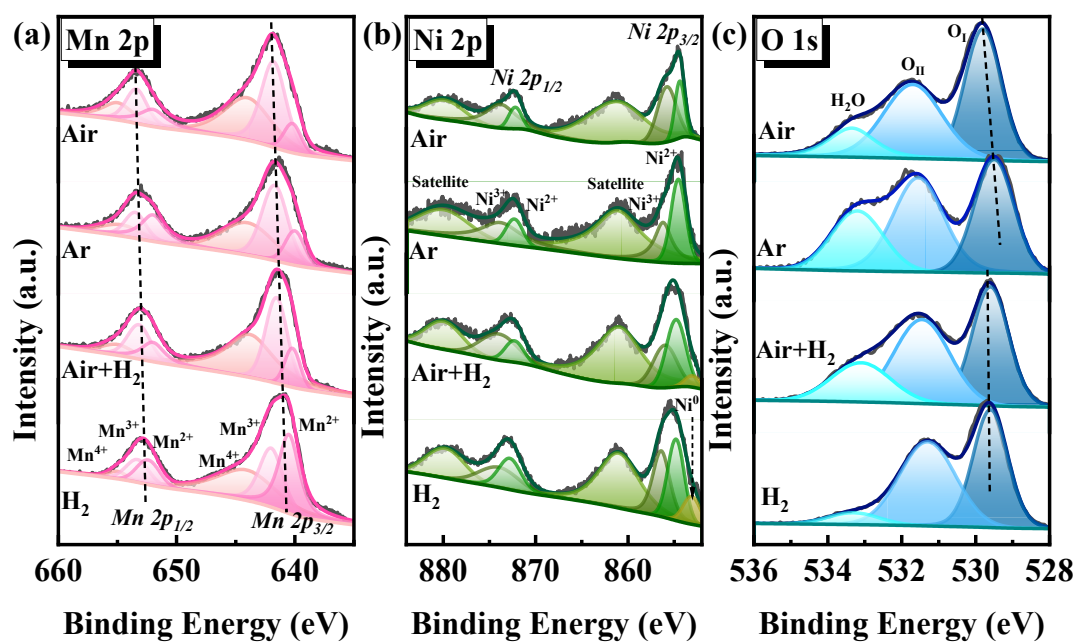 (a) Mn 2p
Air
Ar
Air+H₂
Mn³⁺
Mn⁴⁺
Mn²⁺
Mn³⁺
Mn⁴⁺
Mn²⁺
H₂
Mn 2p₁/₂
Mn 2p₃/₂
660 650 640
Binding Energy (eV)
Intensity (a.u.)
(b) Ni 2p
Ni 2p₃/₂
Ni 2p₁/₂
Air
Ni²⁺
Satellite
Ni³⁺
Ni²⁺
Satellite
Ni³⁺
Ar
Air+H₂
Ni⁰
H₂
880 870 860
Binding Energy (eV)
Intensity (a.u.)
(c) O 1s
O_I
O_II
H₂O
Air
Ar
Air+H₂
H₂
536 534 532 530 528
Binding Energy (eV)
Intensity (a.u.)